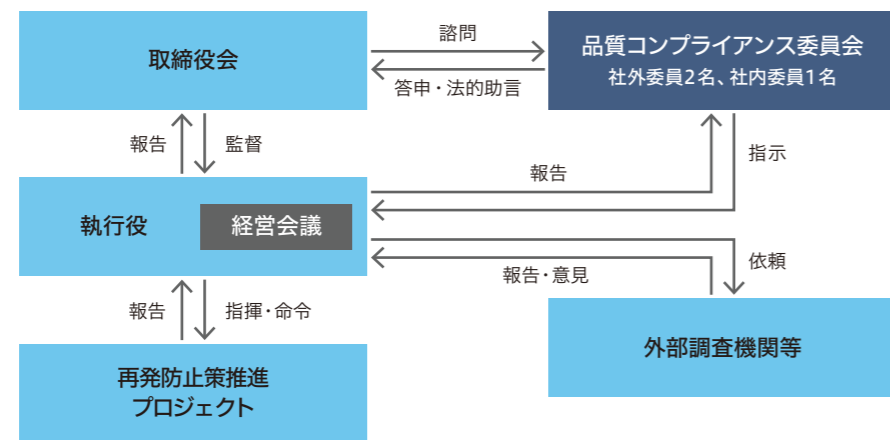 取締役会
諮問
答申・法的助言
品質コンプライアンス委員会
社外委員2名、社内委員1名
報告
監督
報告
指示
執行役
経営会議
報告・意見
依頼
報告
指揮・命令
外部調査機関等
再発防止策推進
プロジェクト